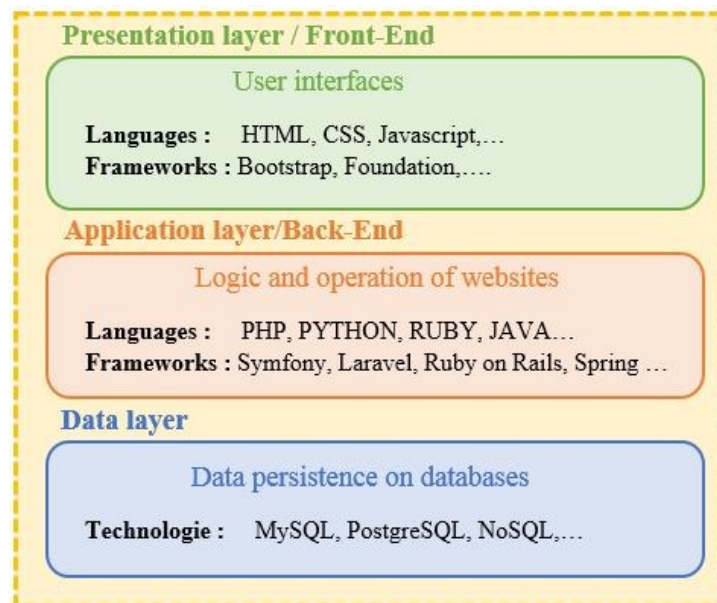 Presentation layer / Front-End
User interfaces
Languages : HTML, CSS, Javascript,…
Frameworks : Bootstrap, Foundation,….
Application layer/Back-End
Logic and operation of websites
Languages : PHP, PYTHON, RUBY, JAVA…
Frameworks : Symfony, Laravel, Ruby on Rails, Spring …
Data layer
Data persistence on databases
Technologie : MySQL, PostgreSQL, NoSQL,…